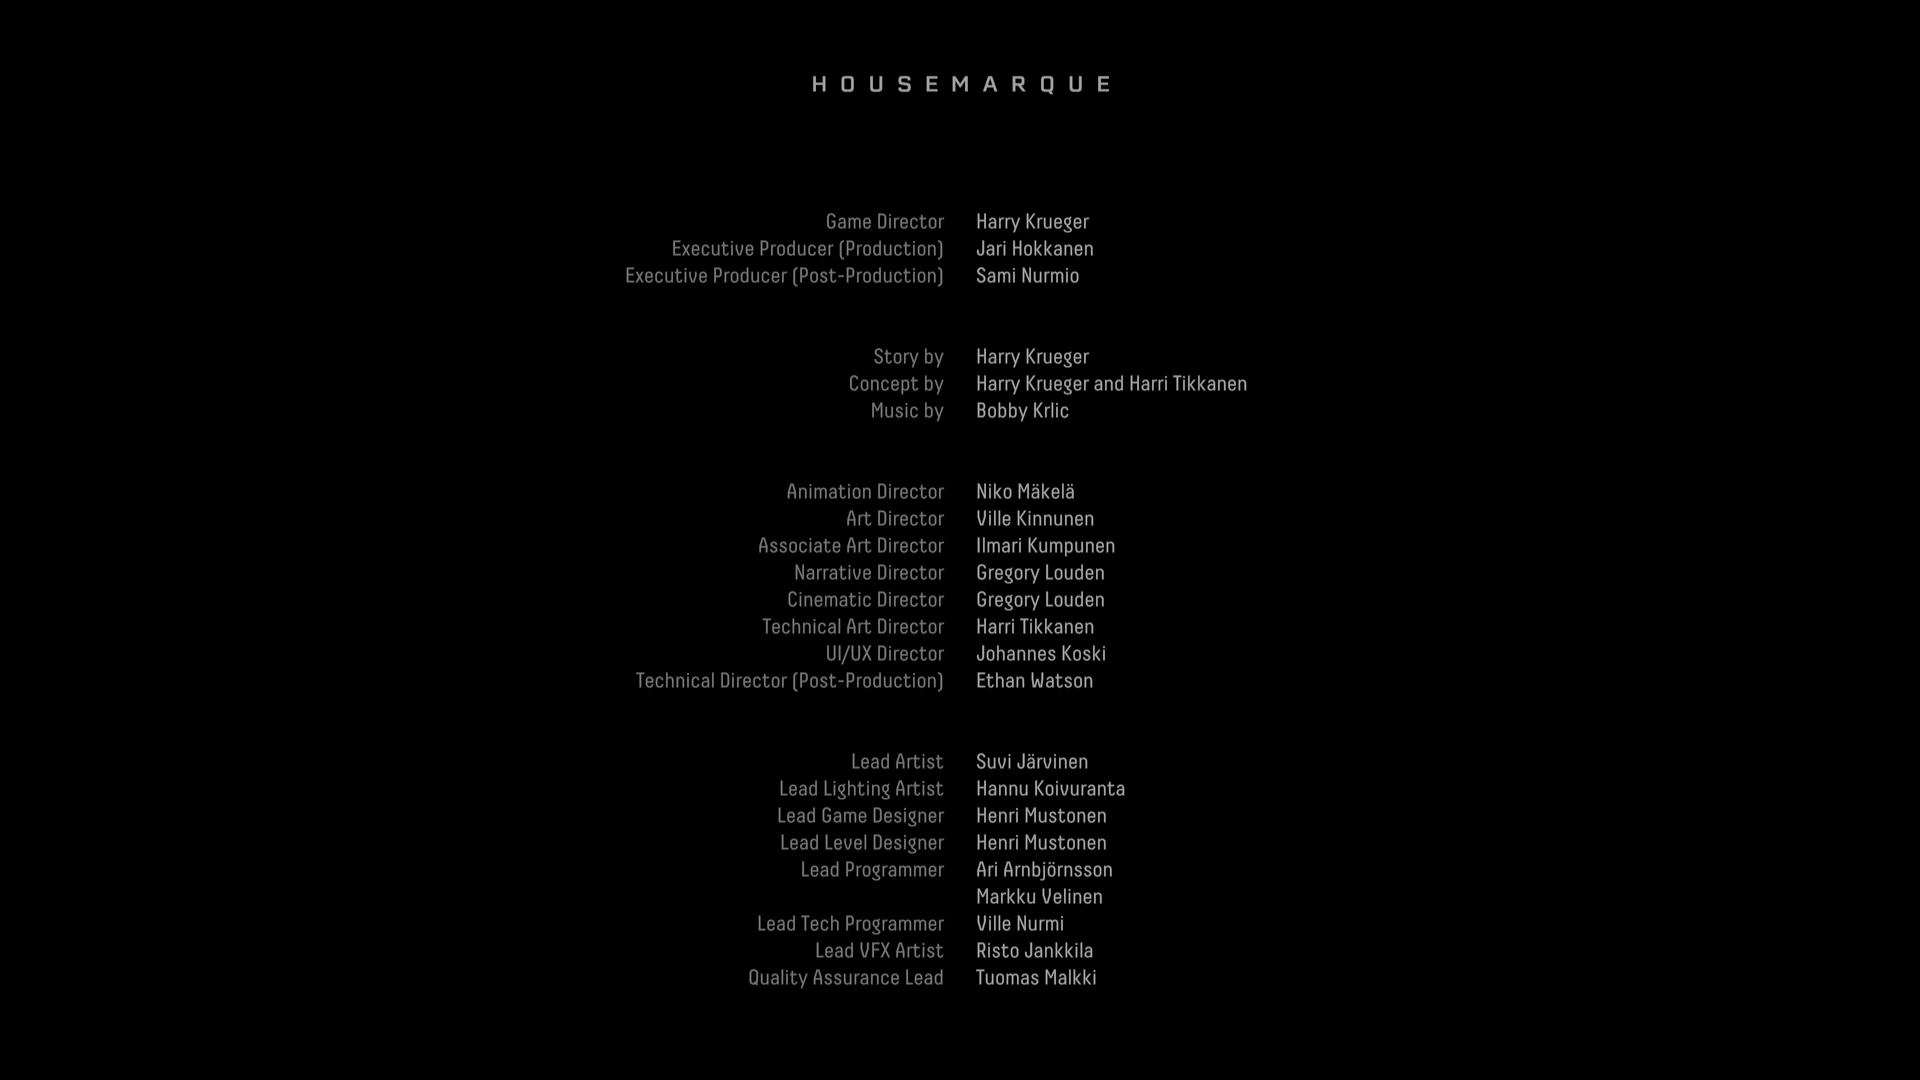 HOUSEMARQUE
Game Director Harry Krueger
Executive Producer (Production) Jari Hokkanen
Executive Producer (Post-Production) Sami Nurmio
Story by Harry Krueger
Concept by Harry Krueger and Harri Tikkanen
Music by Bobby Krlic
Animation Director Niko Mäkelä
Art Director Ville Kinnunen
Associate Art Director Ilmari Kumpunen
Narrative Director Gregory Louden
Cinematic Director Gregory Louden
Technical Art Director Harri Tikkanen
UI/UX Director Johannes Koski
Technical Director (Post-Production) Ethan Watson
Lead Artist Suvi Järvinen
Lead Lighting Artist Hannu Koivuranta
Lead Game Designer Henri Mustonen
Lead Level Designer Henri Mustonen
Lead Programmer Ari Arnbjörnsson
Markku Velinen
Lead Tech Programmer Ville Nurmi
Lead VFX Artist Risto Jankkila
Quality Assurance Lead Tuomas Malkki